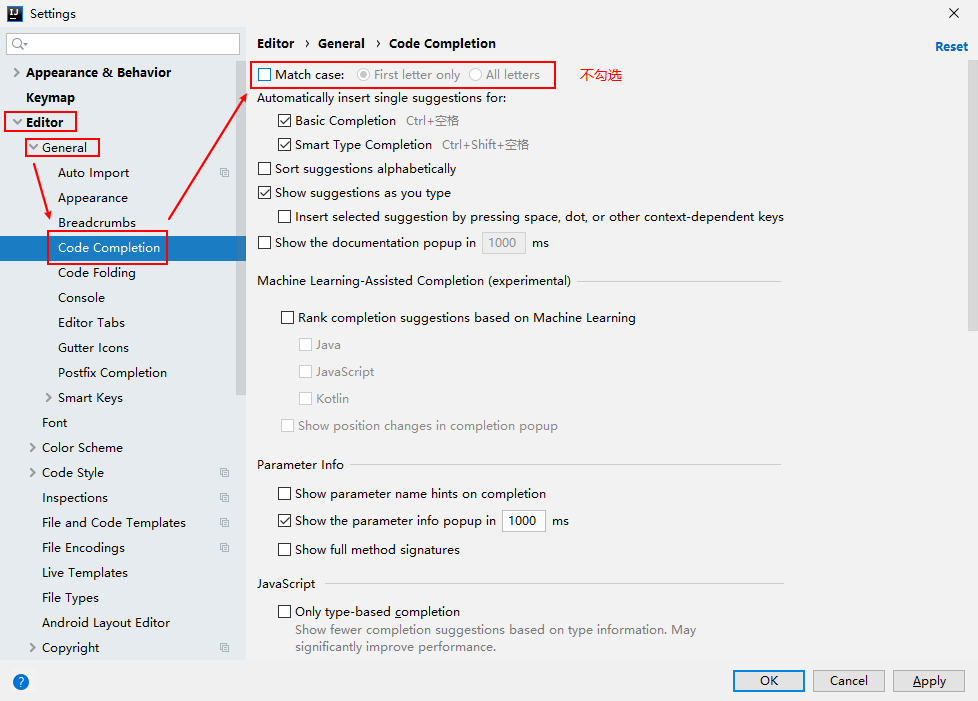 Settings
Appearance & Behavior
Keymap
Editor
General
Auto Import
Appearance
Breadcrumbs
Code Completion
Code Folding
Console
Editor Tabs
Gutter Icons
Postfix Completion
Smart Keys
Font
Color Scheme
Code Style
Inspections
File and Code Templates
File Encodings
Live Templates
File Types
Android Layout Editor
Copyright
Editor › General › Code Completion
Reset
Match case: First letter only All letters 不勾选
Automatically insert single suggestions for:
Basic Completion Ctrl+空格
Smart Type Completion Ctrl+Shift+空格
Sort suggestions alphabetically
Show suggestions as you type
Insert selected suggestion by pressing space, dot, or other context-dependent keys
Show the documentation popup in 1000 ms
Machine Learning-Assisted Completion (experimental)
Rank completion suggestions based on Machine Learning
Java
JavaScript
Kotlin
Show position changes in completion popup
Parameter Info
Show parameter name hints on completion
Show the parameter info popup in 1000 ms
Show full method signatures
JavaScript
Only type-based completion
Show fewer completion suggestions based on type information. May
significantly improve performance.
? OK Cancel Apply